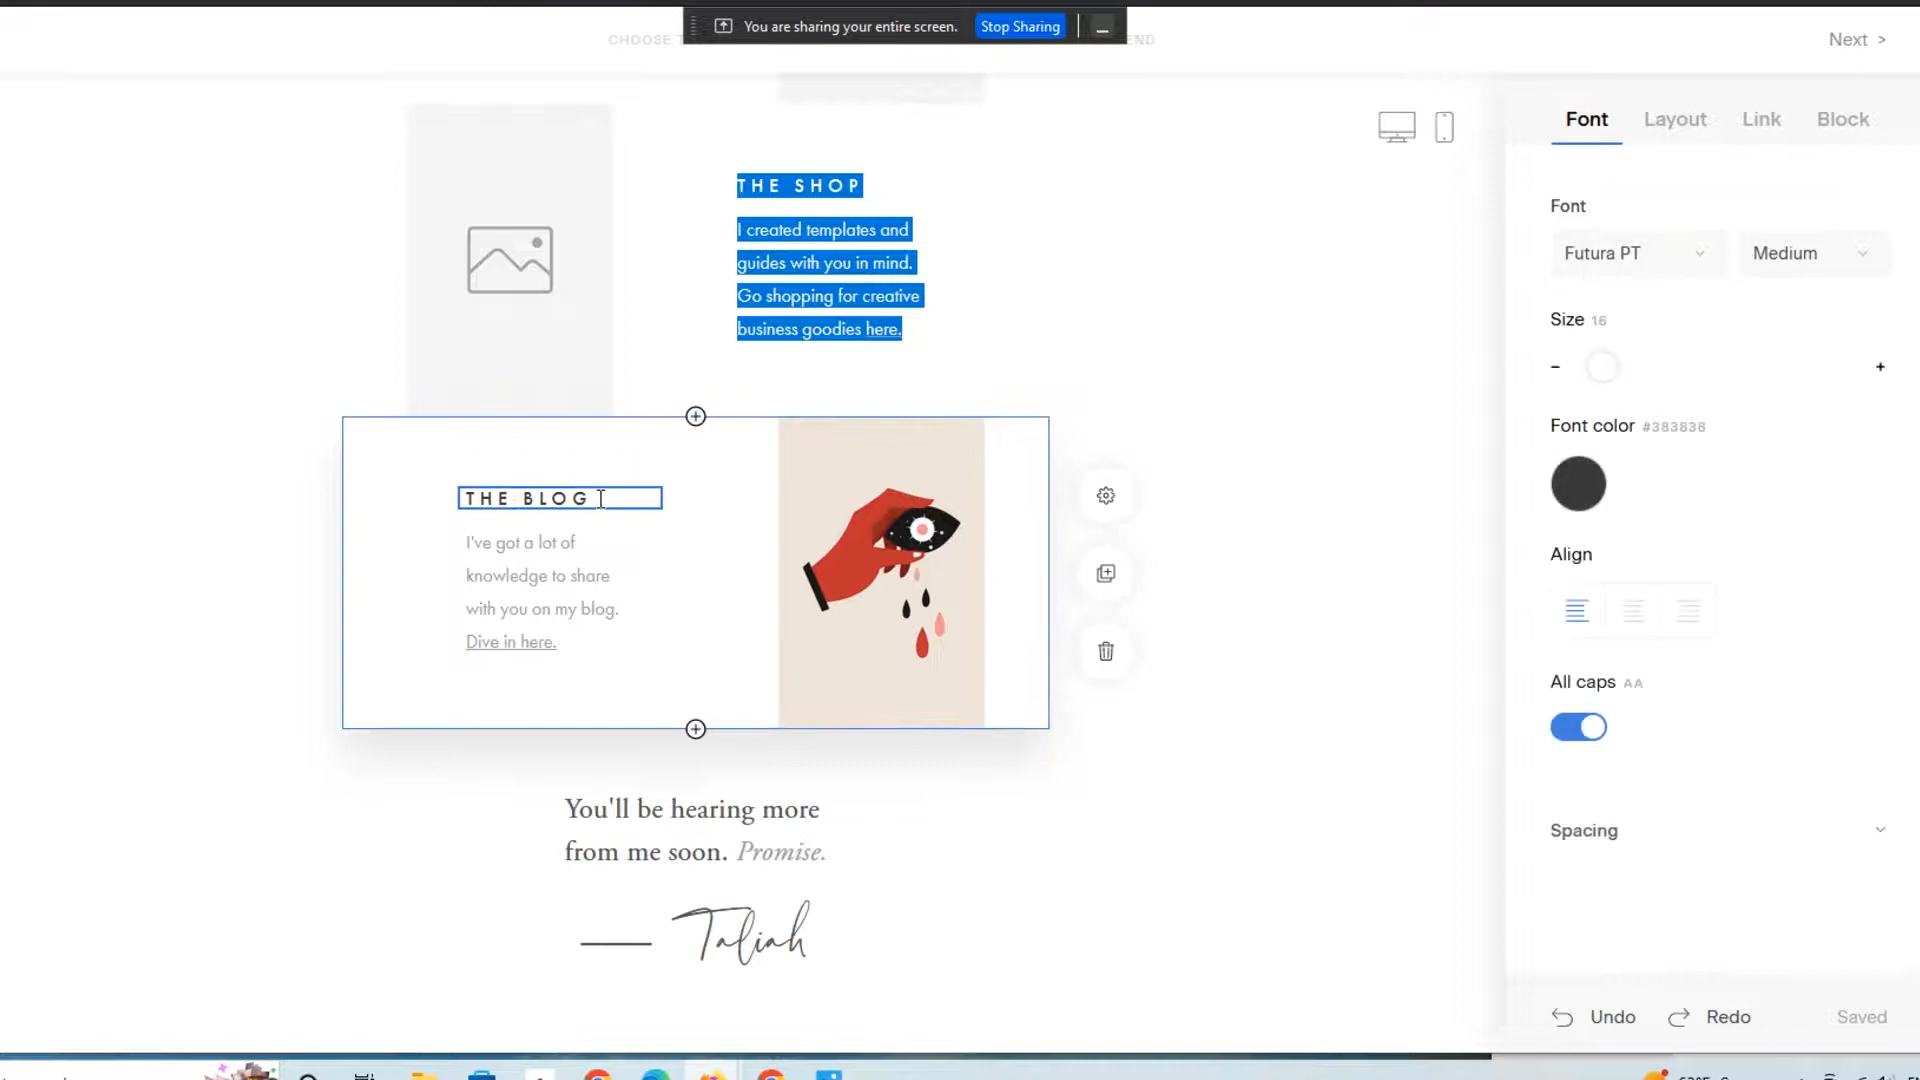 You are sharing your entire screen.
Stop Sharing
CHOOSE
END
Next >
Font
Layout
Link
Block
THE SHOP
I created templates and
guides with you in mind.
Go shopping for creative
business goodies here.
Font
Futura PT
Medium
Size 16
-
+
Font color #383838
Align
All caps AA
Spacing
THE BLOG
I've got a lot of
knowledge to share
with you on my blog.
Dive in here.
You'll be hearing more
from me soon. Promise.
Taliah
Undo
Redo
Saved